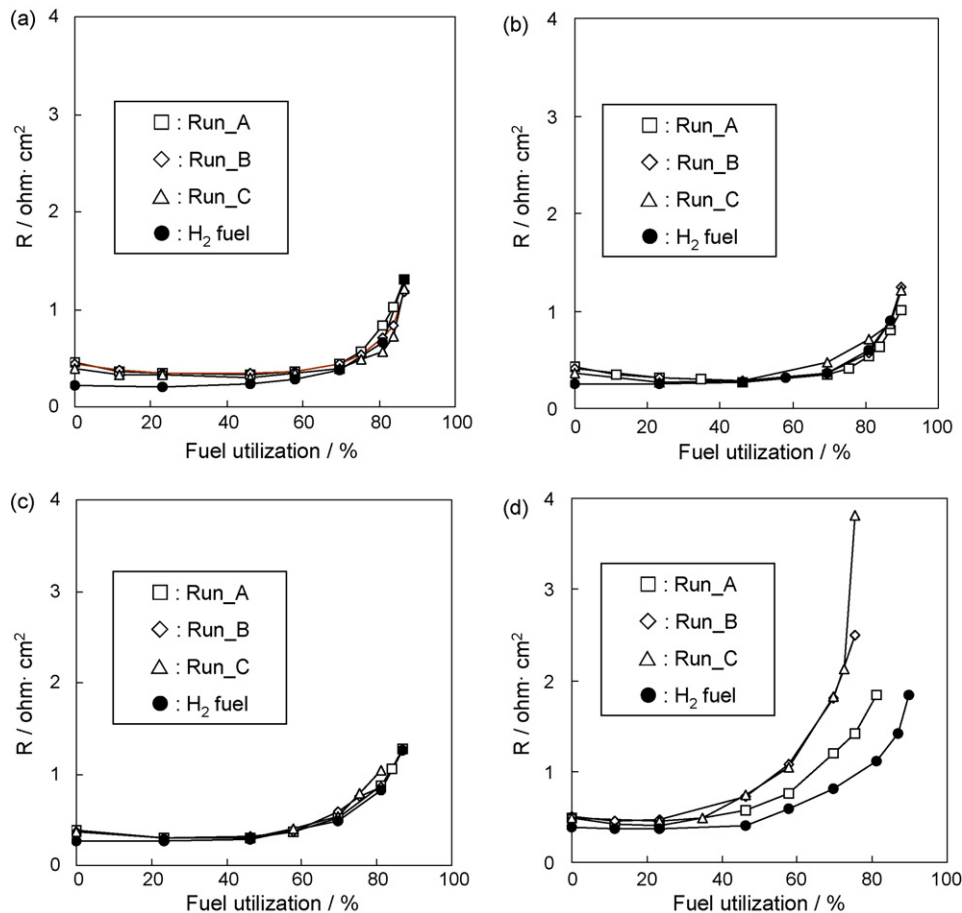 (a)
4
3
2
1
0
R / ohm· cm²
: Run_A
: Run_B
: Run_C
: H₂ fuel
0 20 40 60 80 100
Fuel utilization / %
(b)
4
3
2
1
0
R / ohm· cm²
: Run_A
: Run_B
: Run_C
: H₂ fuel
0 20 40 60 80 100
Fuel utilization / %
(c)
4
3
2
1
0
R / ohm· cm²
: Run_A
: Run_B
: Run_C
: H₂ fuel
0 20 40 60 80 100
Fuel utilization / %
(d)
4
3
2
1
0
R / ohm· cm²
: Run_A
: Run_B
: Run_C
: H₂ fuel
0 20 40 60 80 100
Fuel utilization / %